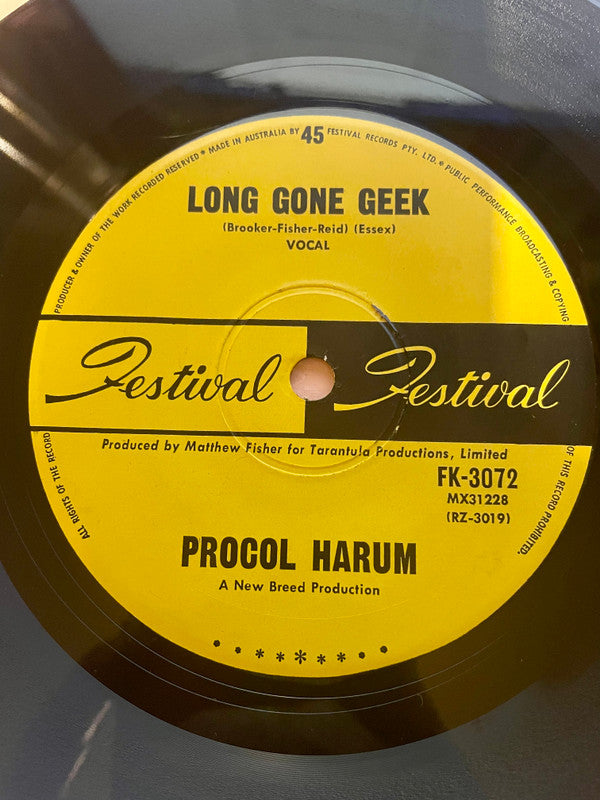 PRODUCER & OWNER OF THE WORK RECORDED RESERVED * MADE IN AUSTRALIA BY 45 FESTIVAL RECORDS PTY. LTD. * PUBLIC PERFORMANCE BROADCASTING & COPYING
LONG GONE GEEK
(Brooker-Fisher-Reid) (Essex)
VOCAL
Festival Festival
Produced by Matthew Fisher for Tarantula Productions, Limited
FK-3072
MX31228
(RZ-3019)
PROCOL HARUM
A New Breed Production
ALL RIGHTS OF THE RECORD
OF THIS RECORD PROHIBITED.